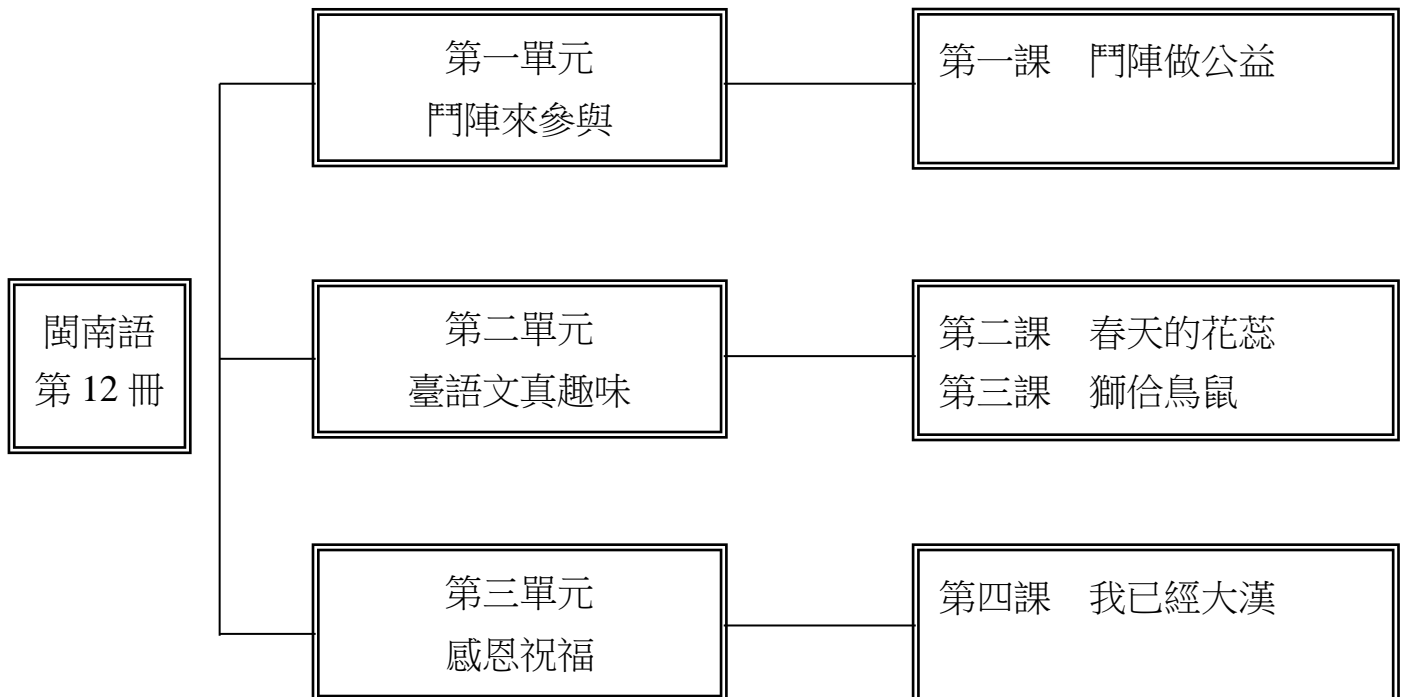 閩南語
第 12 冊
第一單元
鬥陣來參與
第一課 鬥陣做公益
第二單元
臺語文真趣味
第二課 春天的花蕊
第三課 獅佮鳥鼠
第三單元
感恩祝福
第四課 我已經大漢